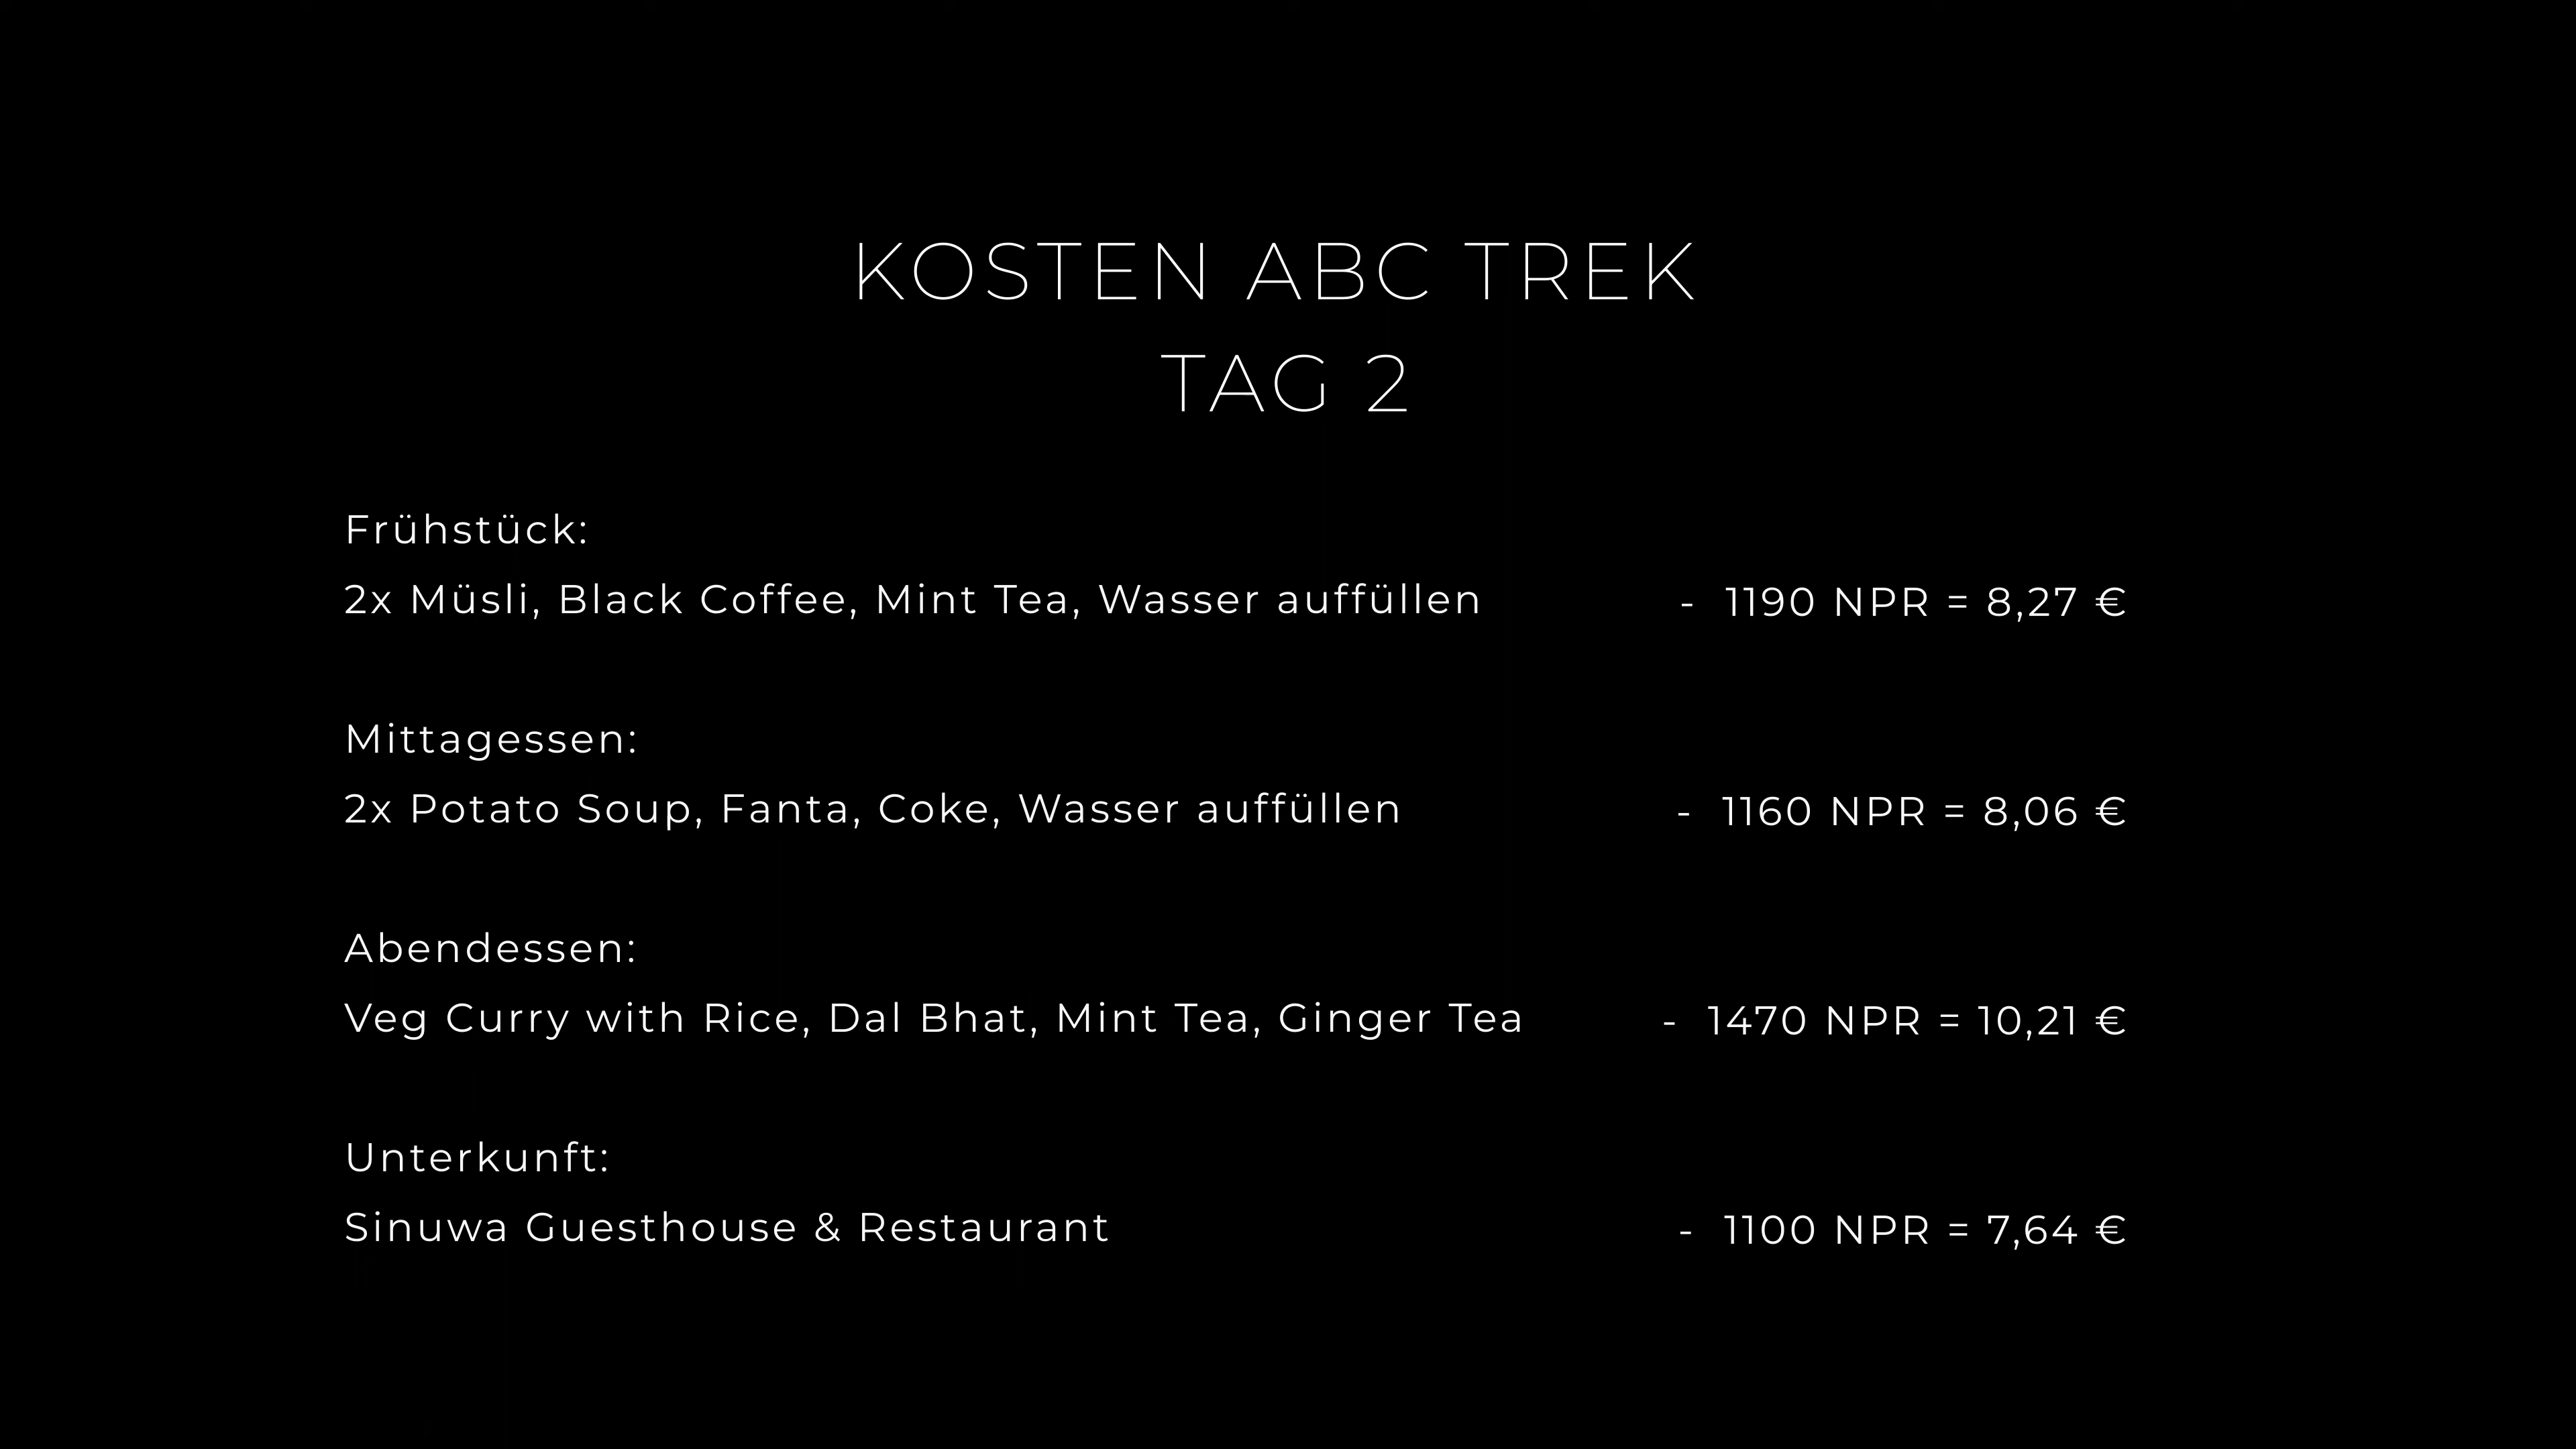 KOSTEN ABC TREK
TAG 2
Frühstück:
2x Müsli, Black Coffee, Mint Tea, Wasser auffüllen - 1190 NPR = 8,27 €
Mittagessen:
2x Potato Soup, Fanta, Coke, Wasser auffüllen - 1160 NPR = 8,06 €
Abendessen:
Veg Curry with Rice, Dal Bhat, Mint Tea, Ginger Tea - 1470 NPR = 10,21 €
Unterkunft:
Sinuwa Guesthouse & Restaurant - 1100 NPR = 7,64 €